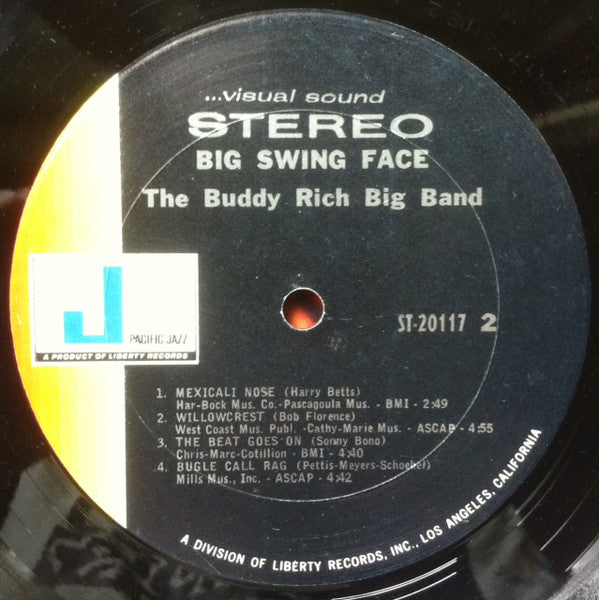 ...visual sound
STEREO
BIG SWING FACE
The Buddy Rich Big Band
J
PACIFIC JAZZ
A PRODUCT OF LIBERTY RECORDS
ST-20117 2
1. MEXICALI NOSE (Harry Betts)
Har-Bock Mus. Co.-Pascagoula Mus. - BMI - 2:49
2. WILLOWCREST (Bob Florence)
West Coast Mus. Publ. -Cathy-Marie Mus. - ASCAP - 4:55
3. THE BEAT GOES ON (Sonny Bono)
Chris-Marc-Cotillion - BMI - 4:40
4. BUGLE CALL RAG (Pettis-Meyers-Schoebel)
Mills Mus., Inc. - ASCAP - 4:42
A DIVISION OF LIBERTY RECORDS, INC., LOS ANGELES, CALIFORNIA